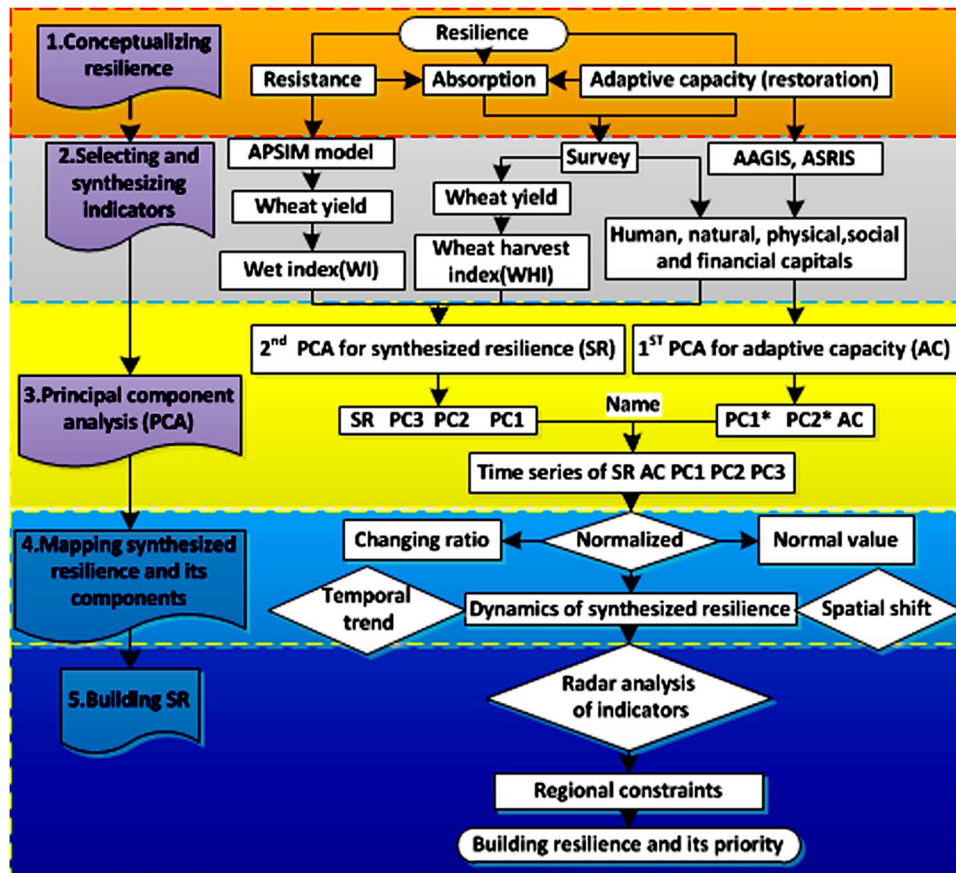 1.Conceptualizing
resilience
Resilience
Resistance
Absorption
Adaptive capacity (restoration)
2.Selecting and
synthesizing
indicators
APSIM model
Survey
AAGIS, ASRIS
Wheat yield
Wheat yield
Wet index(WI)
Wheat harvest
index(WHI)
Human, natural, physical,social
and financial capitals
3.Principal component
analysis (PCA)
2nd PCA for synthesized resilience (SR)
1ST PCA for adaptive capacity (AC)
SR PC3 PC2 PC1
Name
PC1* PC2* AC
Time series of SR AC PC1 PC2 PC3
4.Mapping synthesized
resilience and its
components
Changing ratio
Normalized
Normal value
Temporal
trend
Dynamics of synthesized resilience
Spatial shift
5.Building SR
Radar analysis
of indicators
Regional constraints
Building resilience and its priority